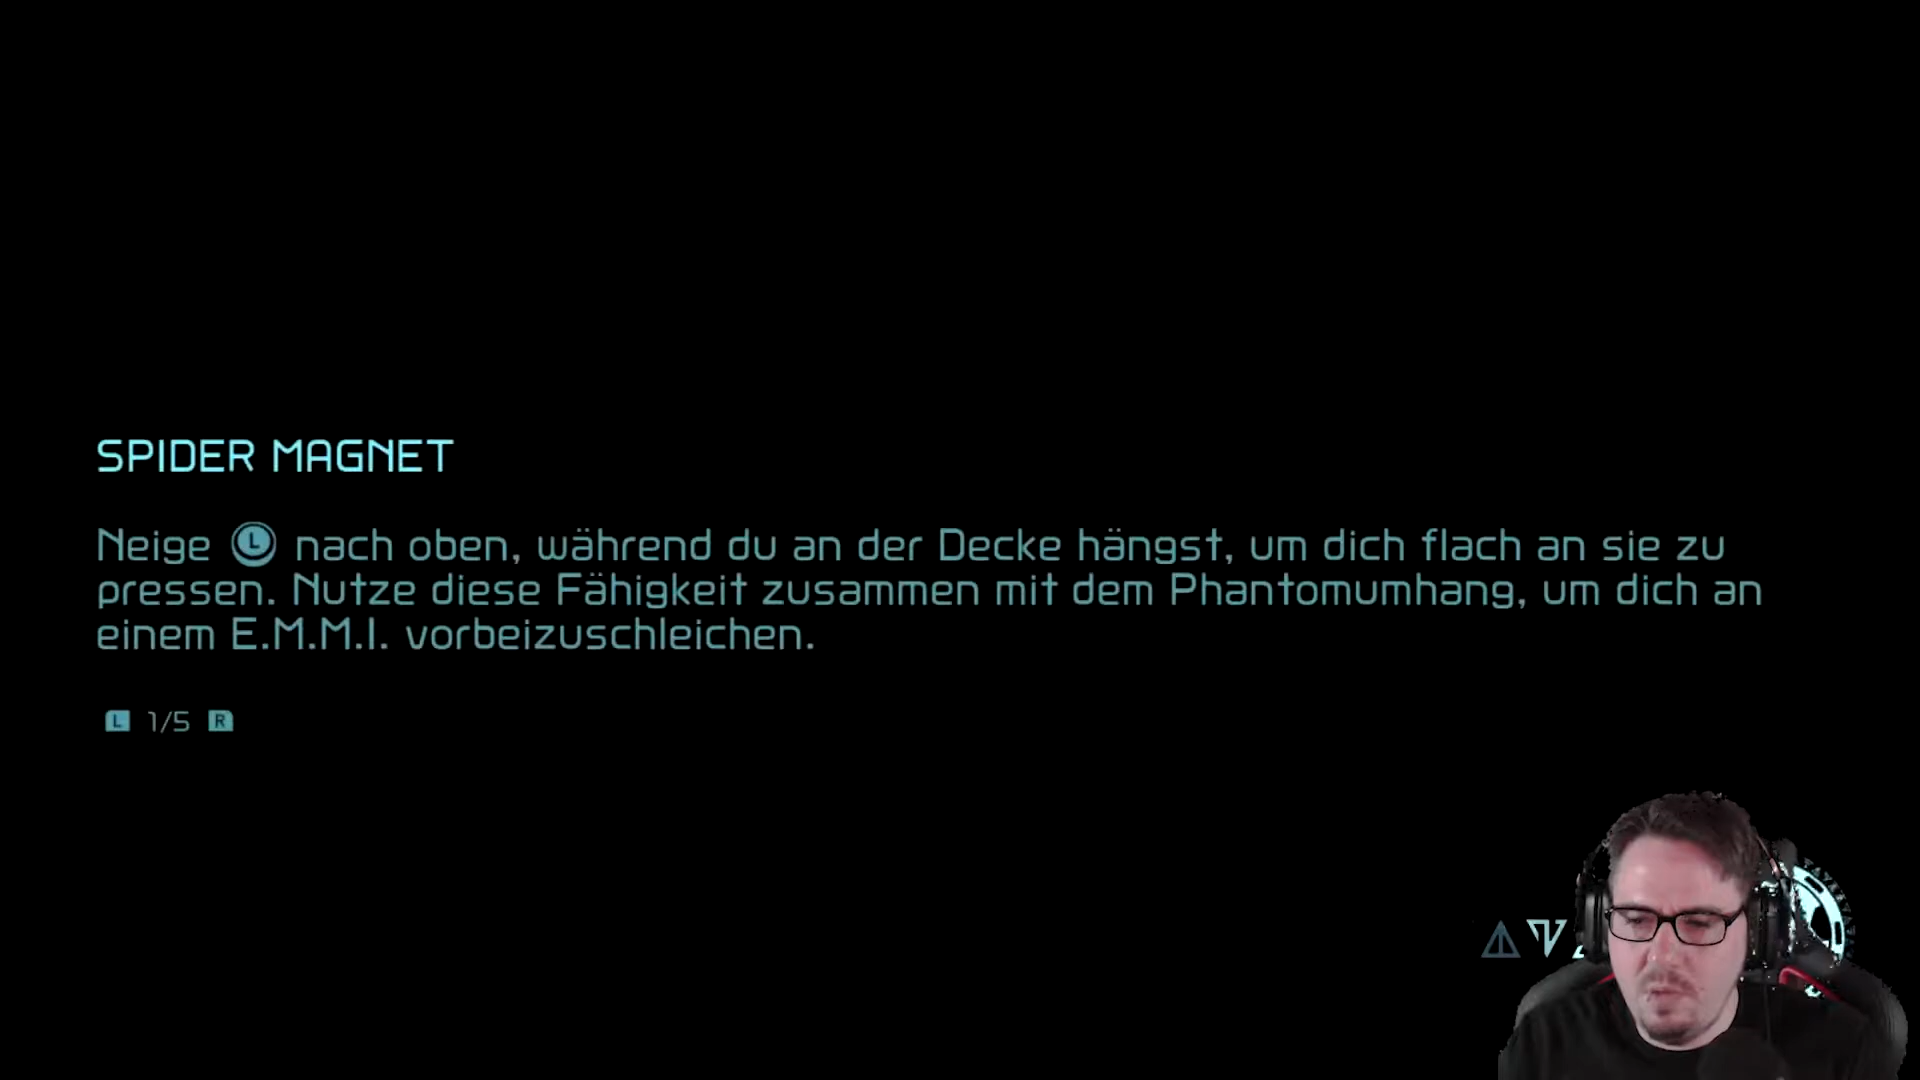 SPIDER MAGNET
Neige L nach oben, während du an der Decke hängst, um dich flach an sie zu
pressen. Nutze diese Fähigkeit zusammen mit dem Phantomumhang, um dich an
einem E.M.M.I. vorbeizuschleichen.
L 1/5 R